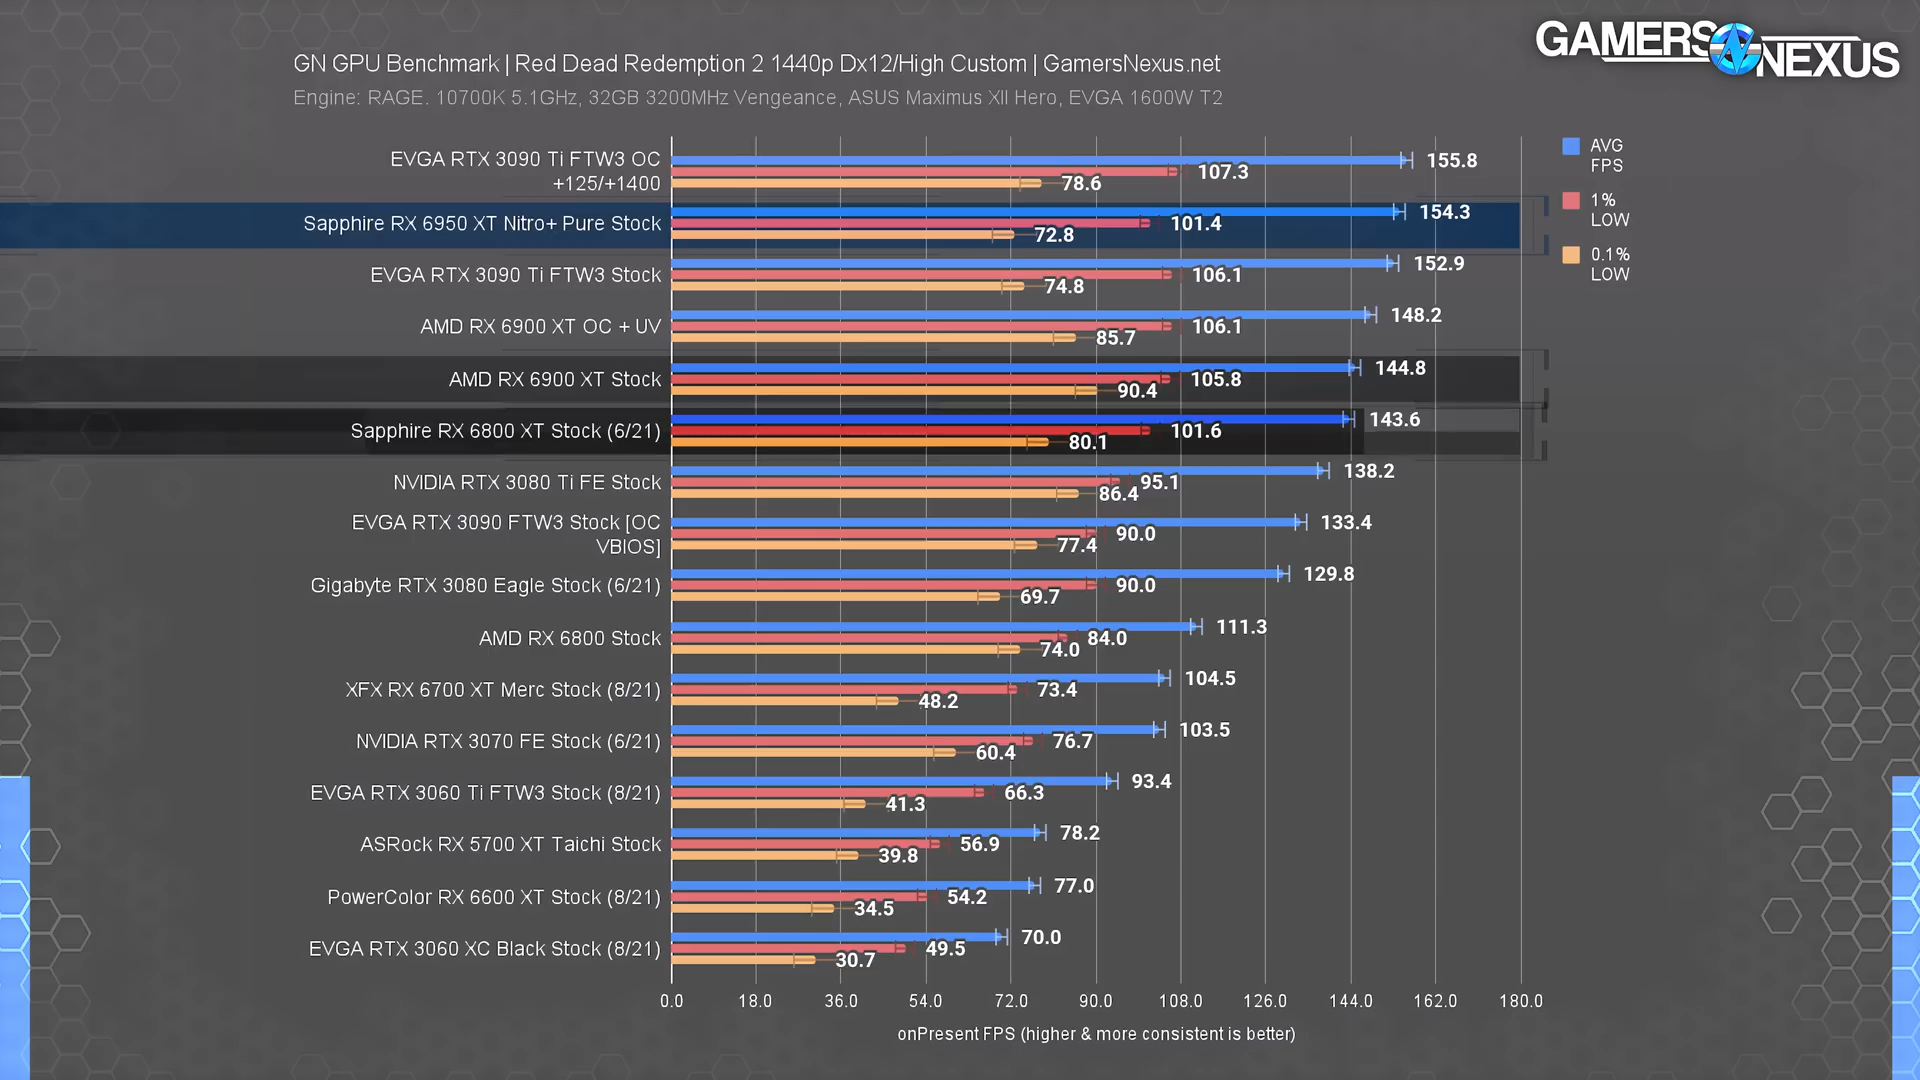 GAMERS NEXUS
GN GPU Benchmark | Red Dead Redemption 2 1440p Dx12/High Custom | GamersNexus.net
Engine: RAGE. 10700K 5.1GHz, 32GB 3200MHz Vengeance, ASUS Maximus XII Hero, EVGA 1600W T2
AVG
FPS
1%
LOW
0.1%
LOW
EVGA RTX 3090 Ti FTW3 OC
+125/+1400
155.8
107.3
78.6
Sapphire RX 6950 XT Nitro+ Pure Stock
154.3
101.4
72.8
EVGA RTX 3090 Ti FTW3 Stock
152.9
106.1
74.8
AMD RX 6900 XT OC + UV
148.2
106.1
85.7
AMD RX 6900 XT Stock
144.8
105.8
90.4
Sapphire RX 6800 XT Stock (6/21)
143.6
101.6
80.1
NVIDIA RTX 3080 Ti FE Stock
138.2
95.1
86.4
EVGA RTX 3090 FTW3 Stock [OC
VBIOS]
133.4
90.0
77.4
Gigabyte RTX 3080 Eagle Stock (6/21)
129.8
90.0
69.7
AMD RX 6800 Stock
111.3
84.0
74.0
XFX RX 6700 XT Merc Stock (8/21)
104.5
73.4
48.2
NVIDIA RTX 3070 FE Stock (6/21)
103.5
76.7
60.4
EVGA RTX 3060 Ti FTW3 Stock (8/21)
93.4
66.3
41.3
ASRock RX 5700 XT Taichi Stock
78.2
56.9
39.8
PowerColor RX 6600 XT Stock (8/21)
77.0
54.2
34.5
EVGA RTX 3060 XC Black Stock (8/21)
70.0
49.5
30.7
0.0 18.0 36.0 54.0 72.0 90.0 108.0 126.0 144.0 162.0 180.0
onPresent FPS (higher & more consistent is better)